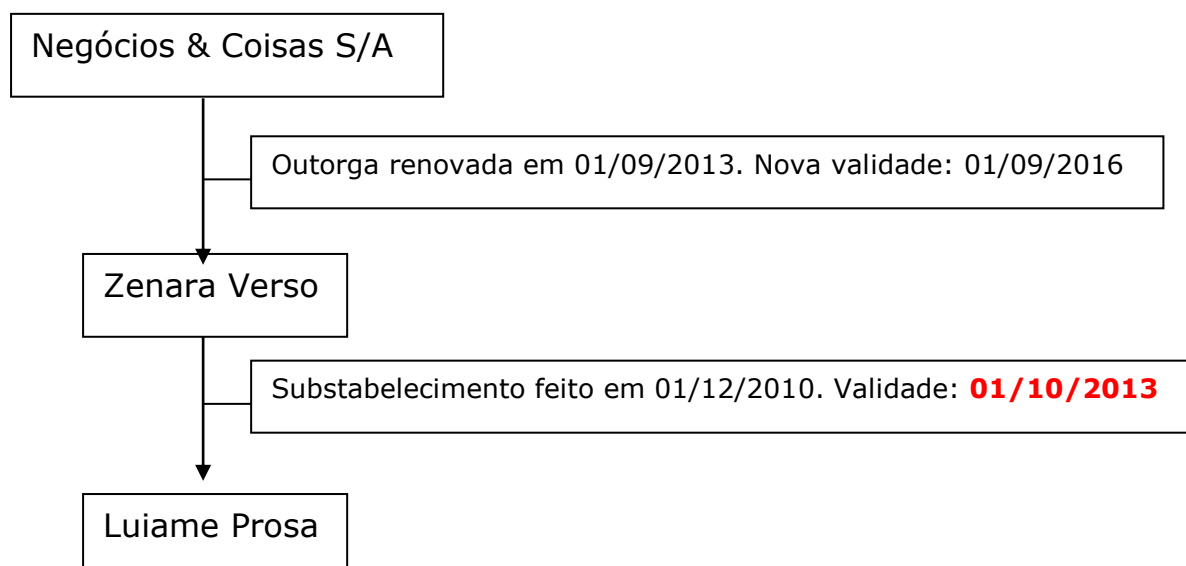 Negócios & Coisas S/A
Outorga renovada em 01/09/2013. Nova validade: 01/09/2016
Zenara Verso
Substabelecimento feito em 01/12/2010. Validade: 01/10/2013
Luiame Prosa